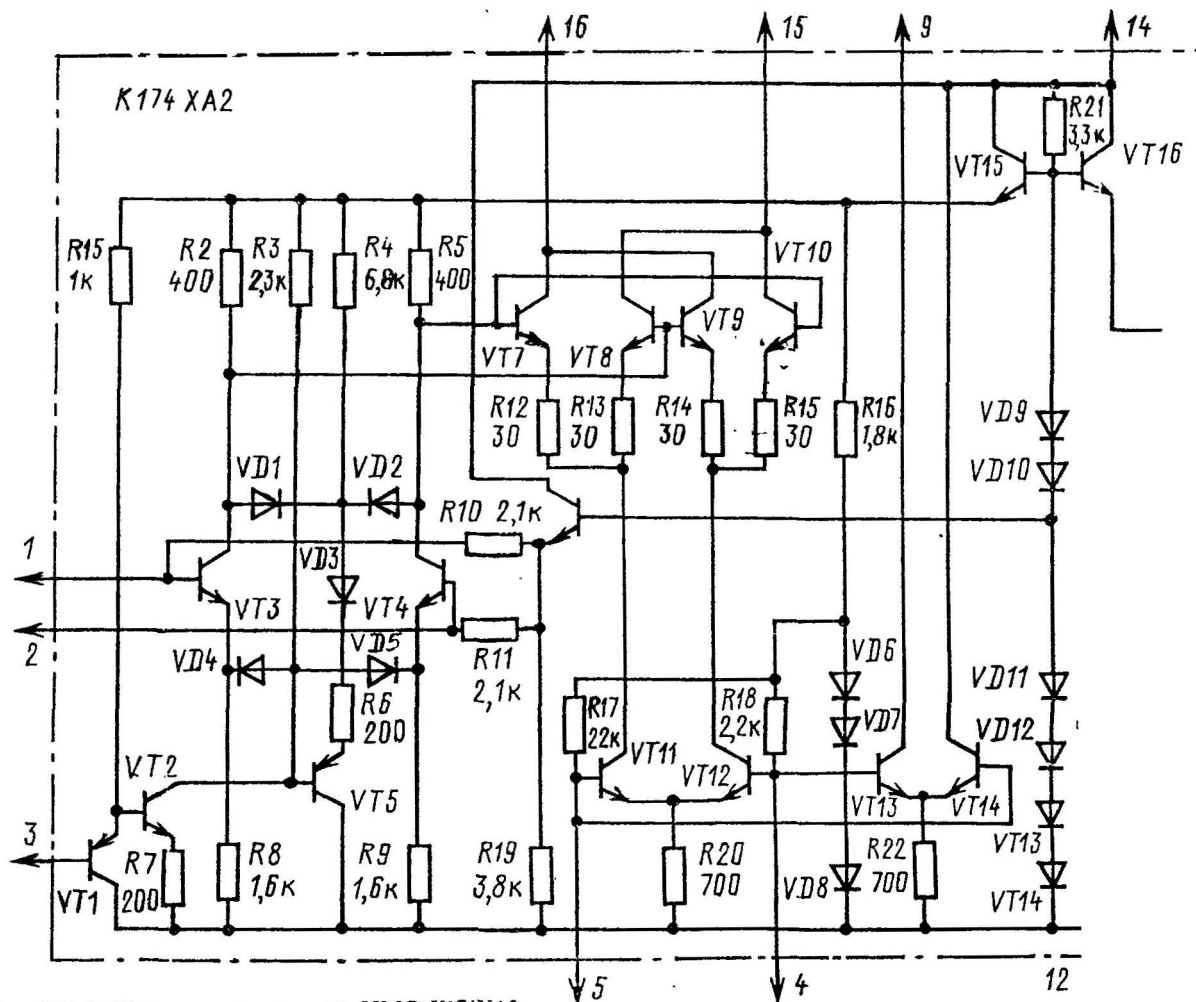 16 15 9 14
К174 ХА2
R21
3,3к
VT15
VT16
R15
1к
R2
400
R3
2,3к
R4
6,8к
R5
400
VT10
VT7
VT8
VT9
R12
30
R13
30
R14
30
R15
30
R16
1,8к
VD9
VD10
VD1
VD2
R10 2,1к
1
VD3
VT3
VT4
2
VD4
VD5
R11
2,1к
VD6
VD11
R6
200
R17
22к
R18
2,2к
VD7
VD12
VT2
VT11
VT12
VT5
VT13
VT14
VT13
3
R7
200
R8
1,6к
R9
1,6к
R19
3,8к
R20
700
VD8
R22
700
VT1
VT14
5 4 12